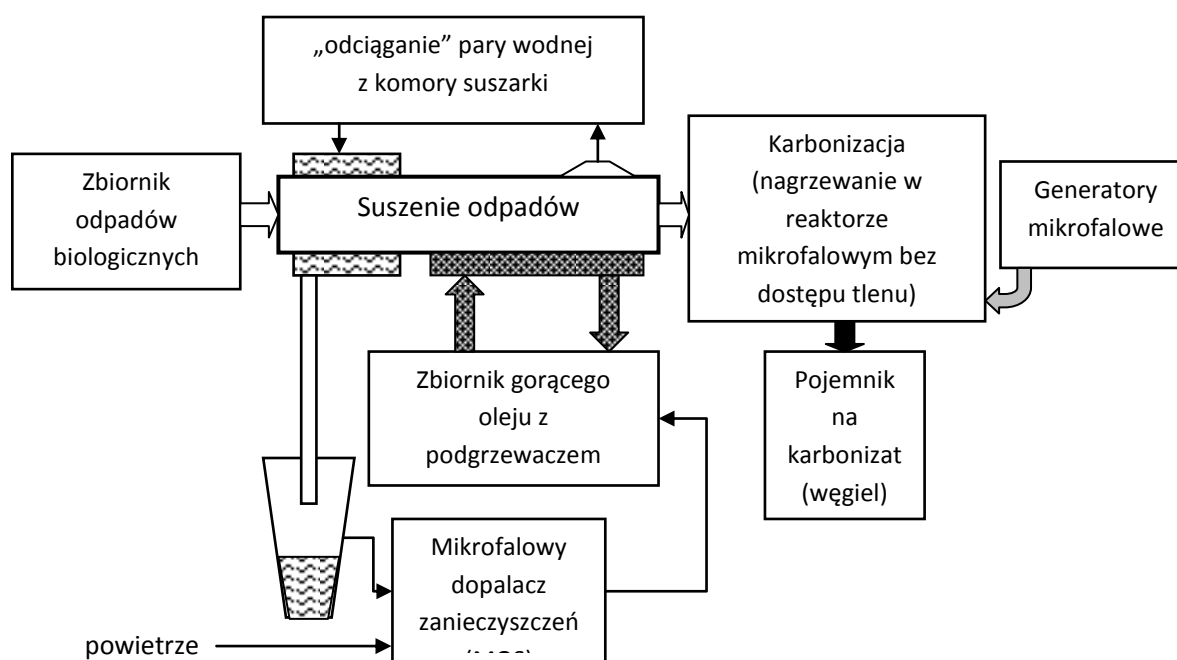 „odciąganie” pary wodnej
z komory suszarki
Zbiornik
odpadów
biologicznych
Suszenie odpadów
Karbonizacja
(nagrzewanie w
reaktorze
mikrofalowym bez
dostępu tlenu)
Generatory
mikrofalowe
Zbiornik gorącego
oleju z
podgrzewaczem
Pojemnik
na
karbonizat
(węgiel)
Mikrofalowy
dopalacz
zanieczyszczeń
powietrze